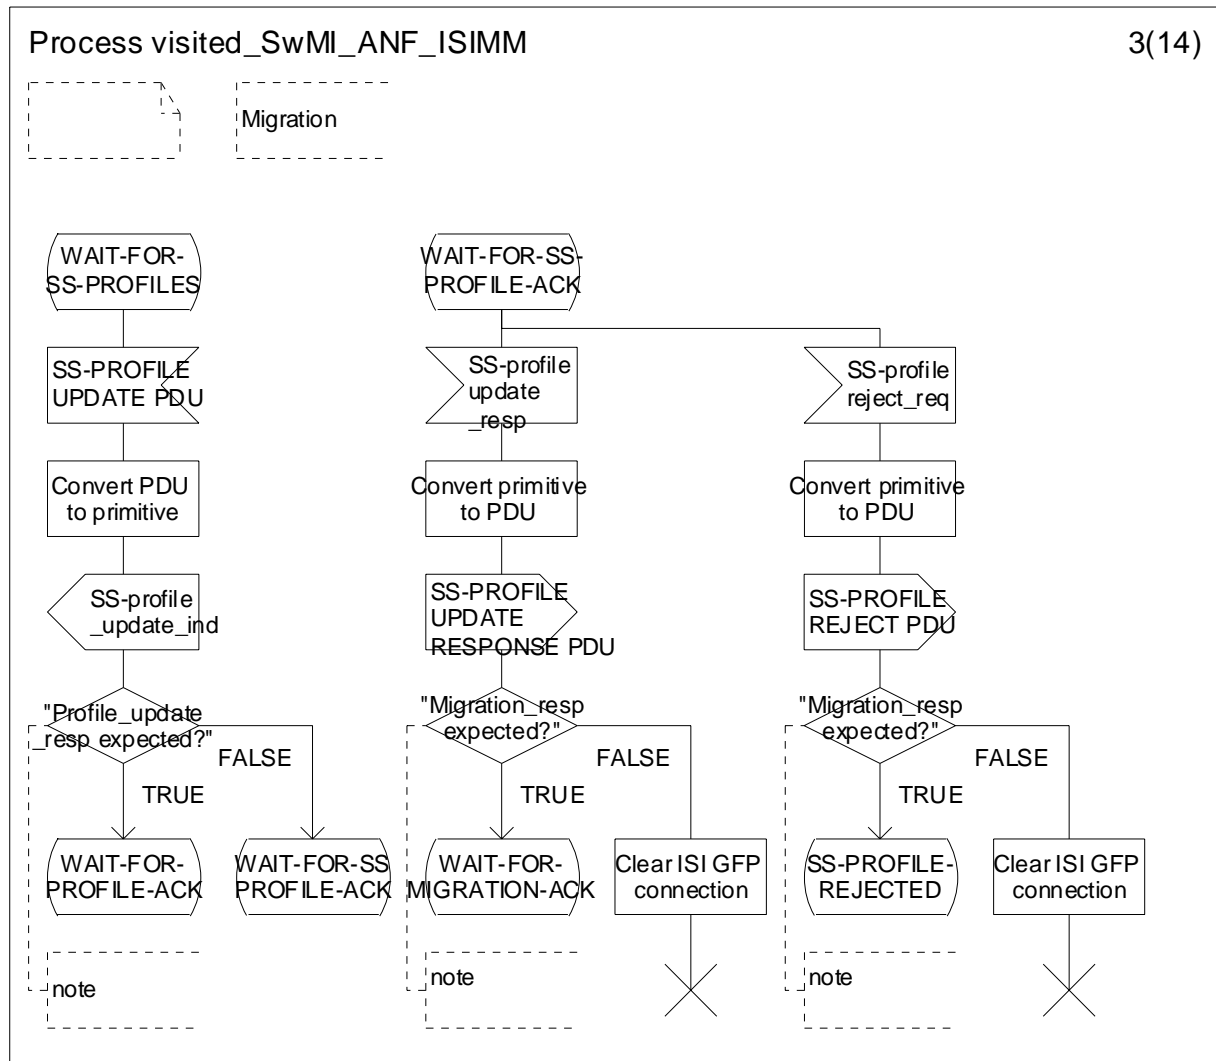 Process visited_SwMI_ANF_ISIMM
3(14)
Migration
WAIT-FOR-
SS-PROFILES
WAIT-FOR-SS-
PROFILE-ACK
SS-PROFILE
UPDATE PDU
SS-profile
update
_resp
SS-profile
reject_req
Convert PDU
to primitive
Convert primitive
to PDU
Convert primitive
to PDU
SS-profile
_update_ind
SS-PROFILE
UPDATE
RESPONSE PDU
SS-PROFILE
REJECT PDU
"Profile_update
_resp expected?"
"Migration_resp
expected?"
"Migration_resp
expected?"
FALSE
FALSE
FALSE
TRUE
TRUE
TRUE
WAIT-FOR-
PROFILE-ACK
WAIT-FOR-SS
PROFILE-ACK
WAIT-FOR-
MIGRATION-ACK
Clear ISI GFP
connection
SS-PROFILE-
REJECTED
Clear ISI GFP
connection
note
note
note